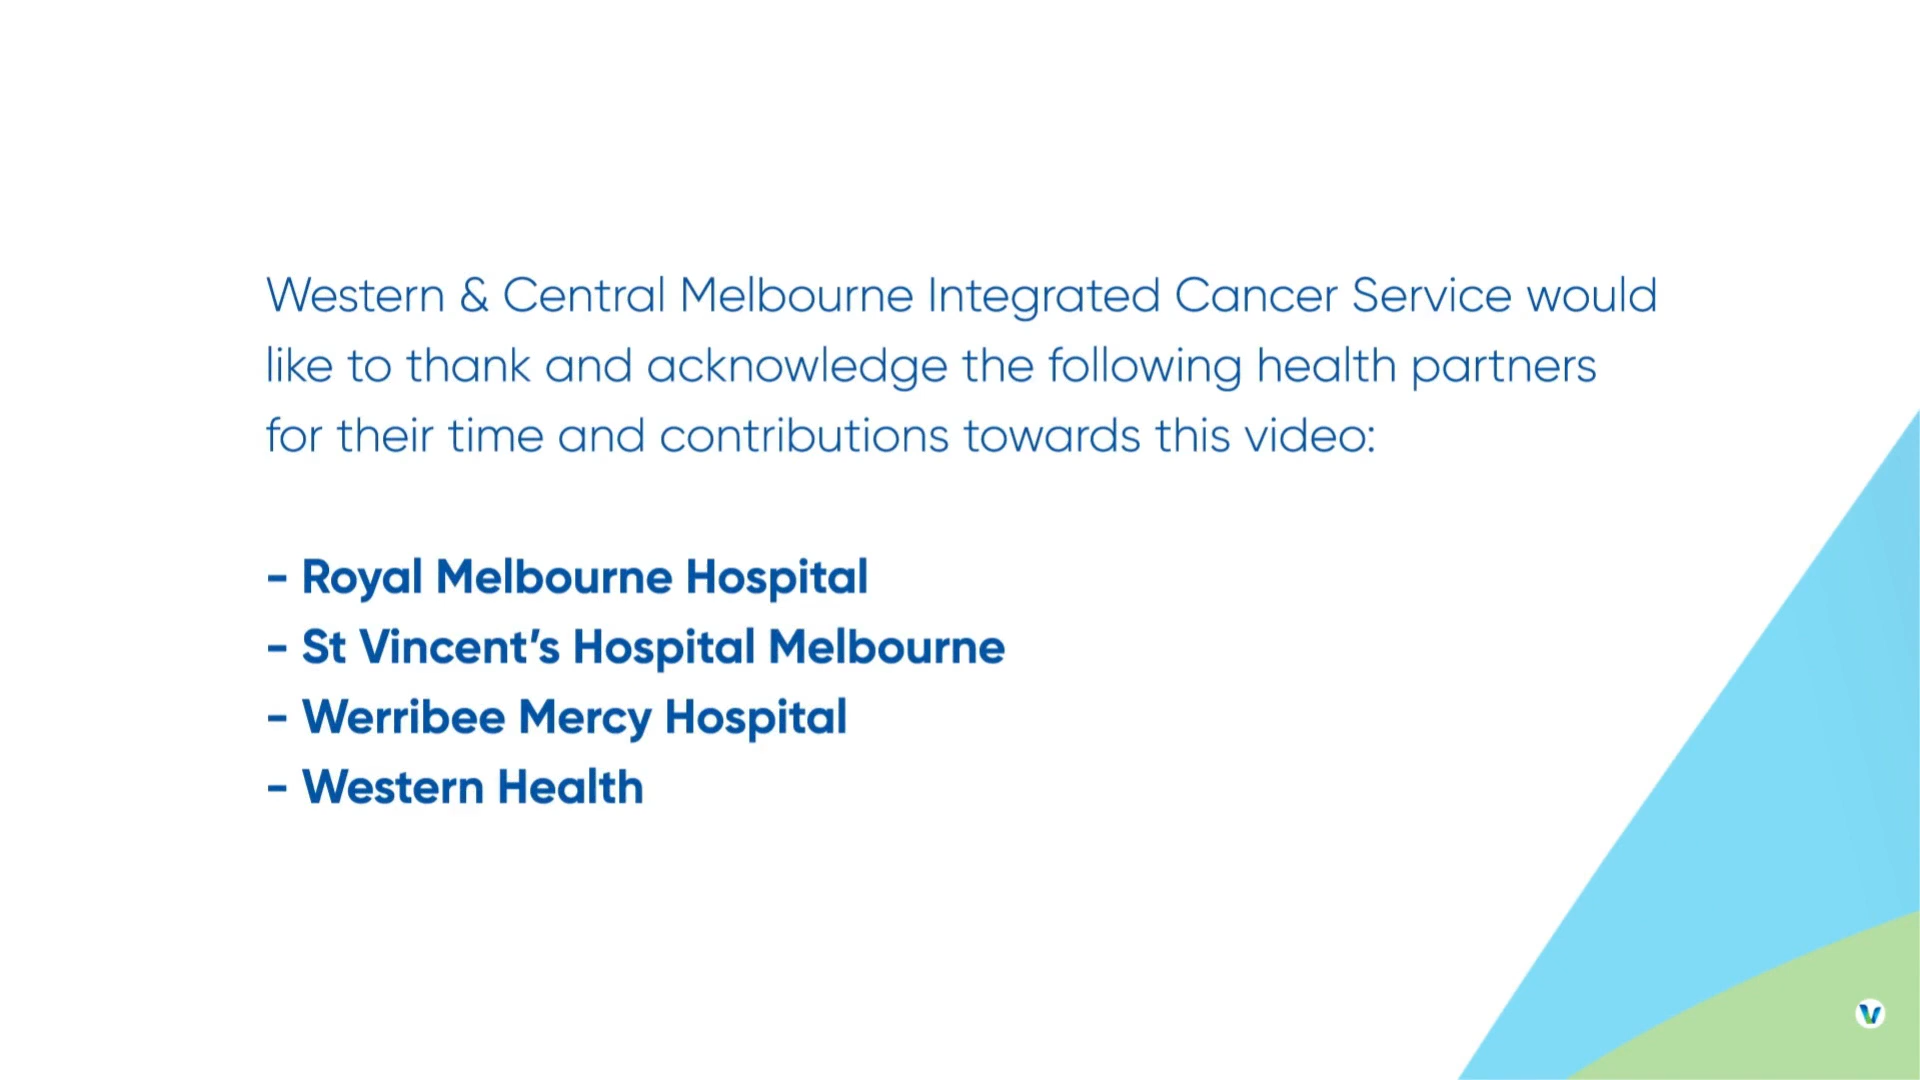 Western & Central Melbourne Integrated Cancer Service would
like to thank and acknowledge the following health partners
for their time and contributions towards this video:
- Royal Melbourne Hospital
- St Vincent’s Hospital Melbourne
- Werribee Mercy Hospital
- Western Health
V